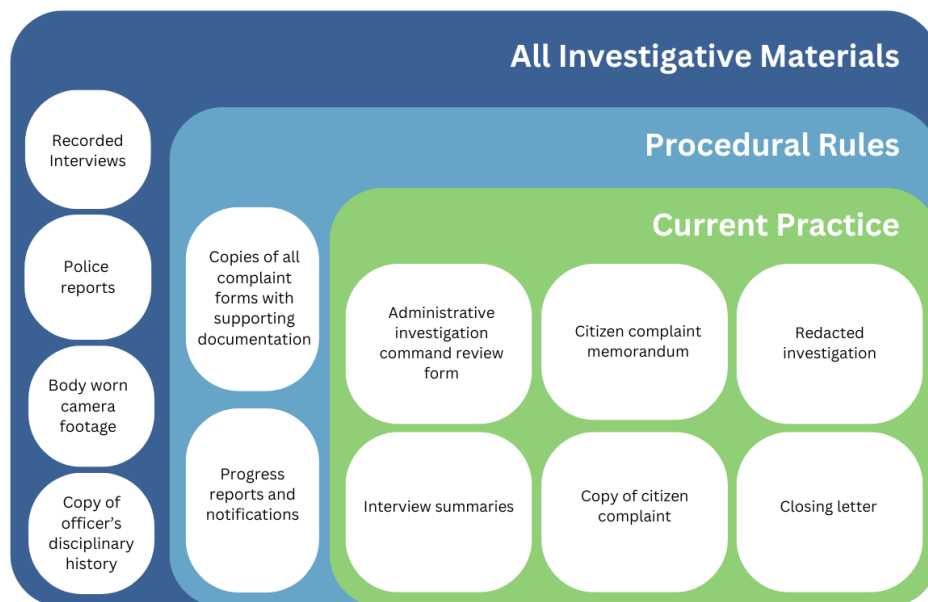 All Investigative Materials
Procedural Rules
Current Practice
Recorded
Interviews
Police
reports
Body worn
camera
footage
Copy of
officer’s
disciplinary
history
Copies of all
complaint
forms with
supporting
documentation
Progress
reports and
notifications
Administrative
investigation
command review
form
Citizen complaint
memorandum
Redacted
investigation
Interview summaries
Copy of citizen
complaint
Closing letter